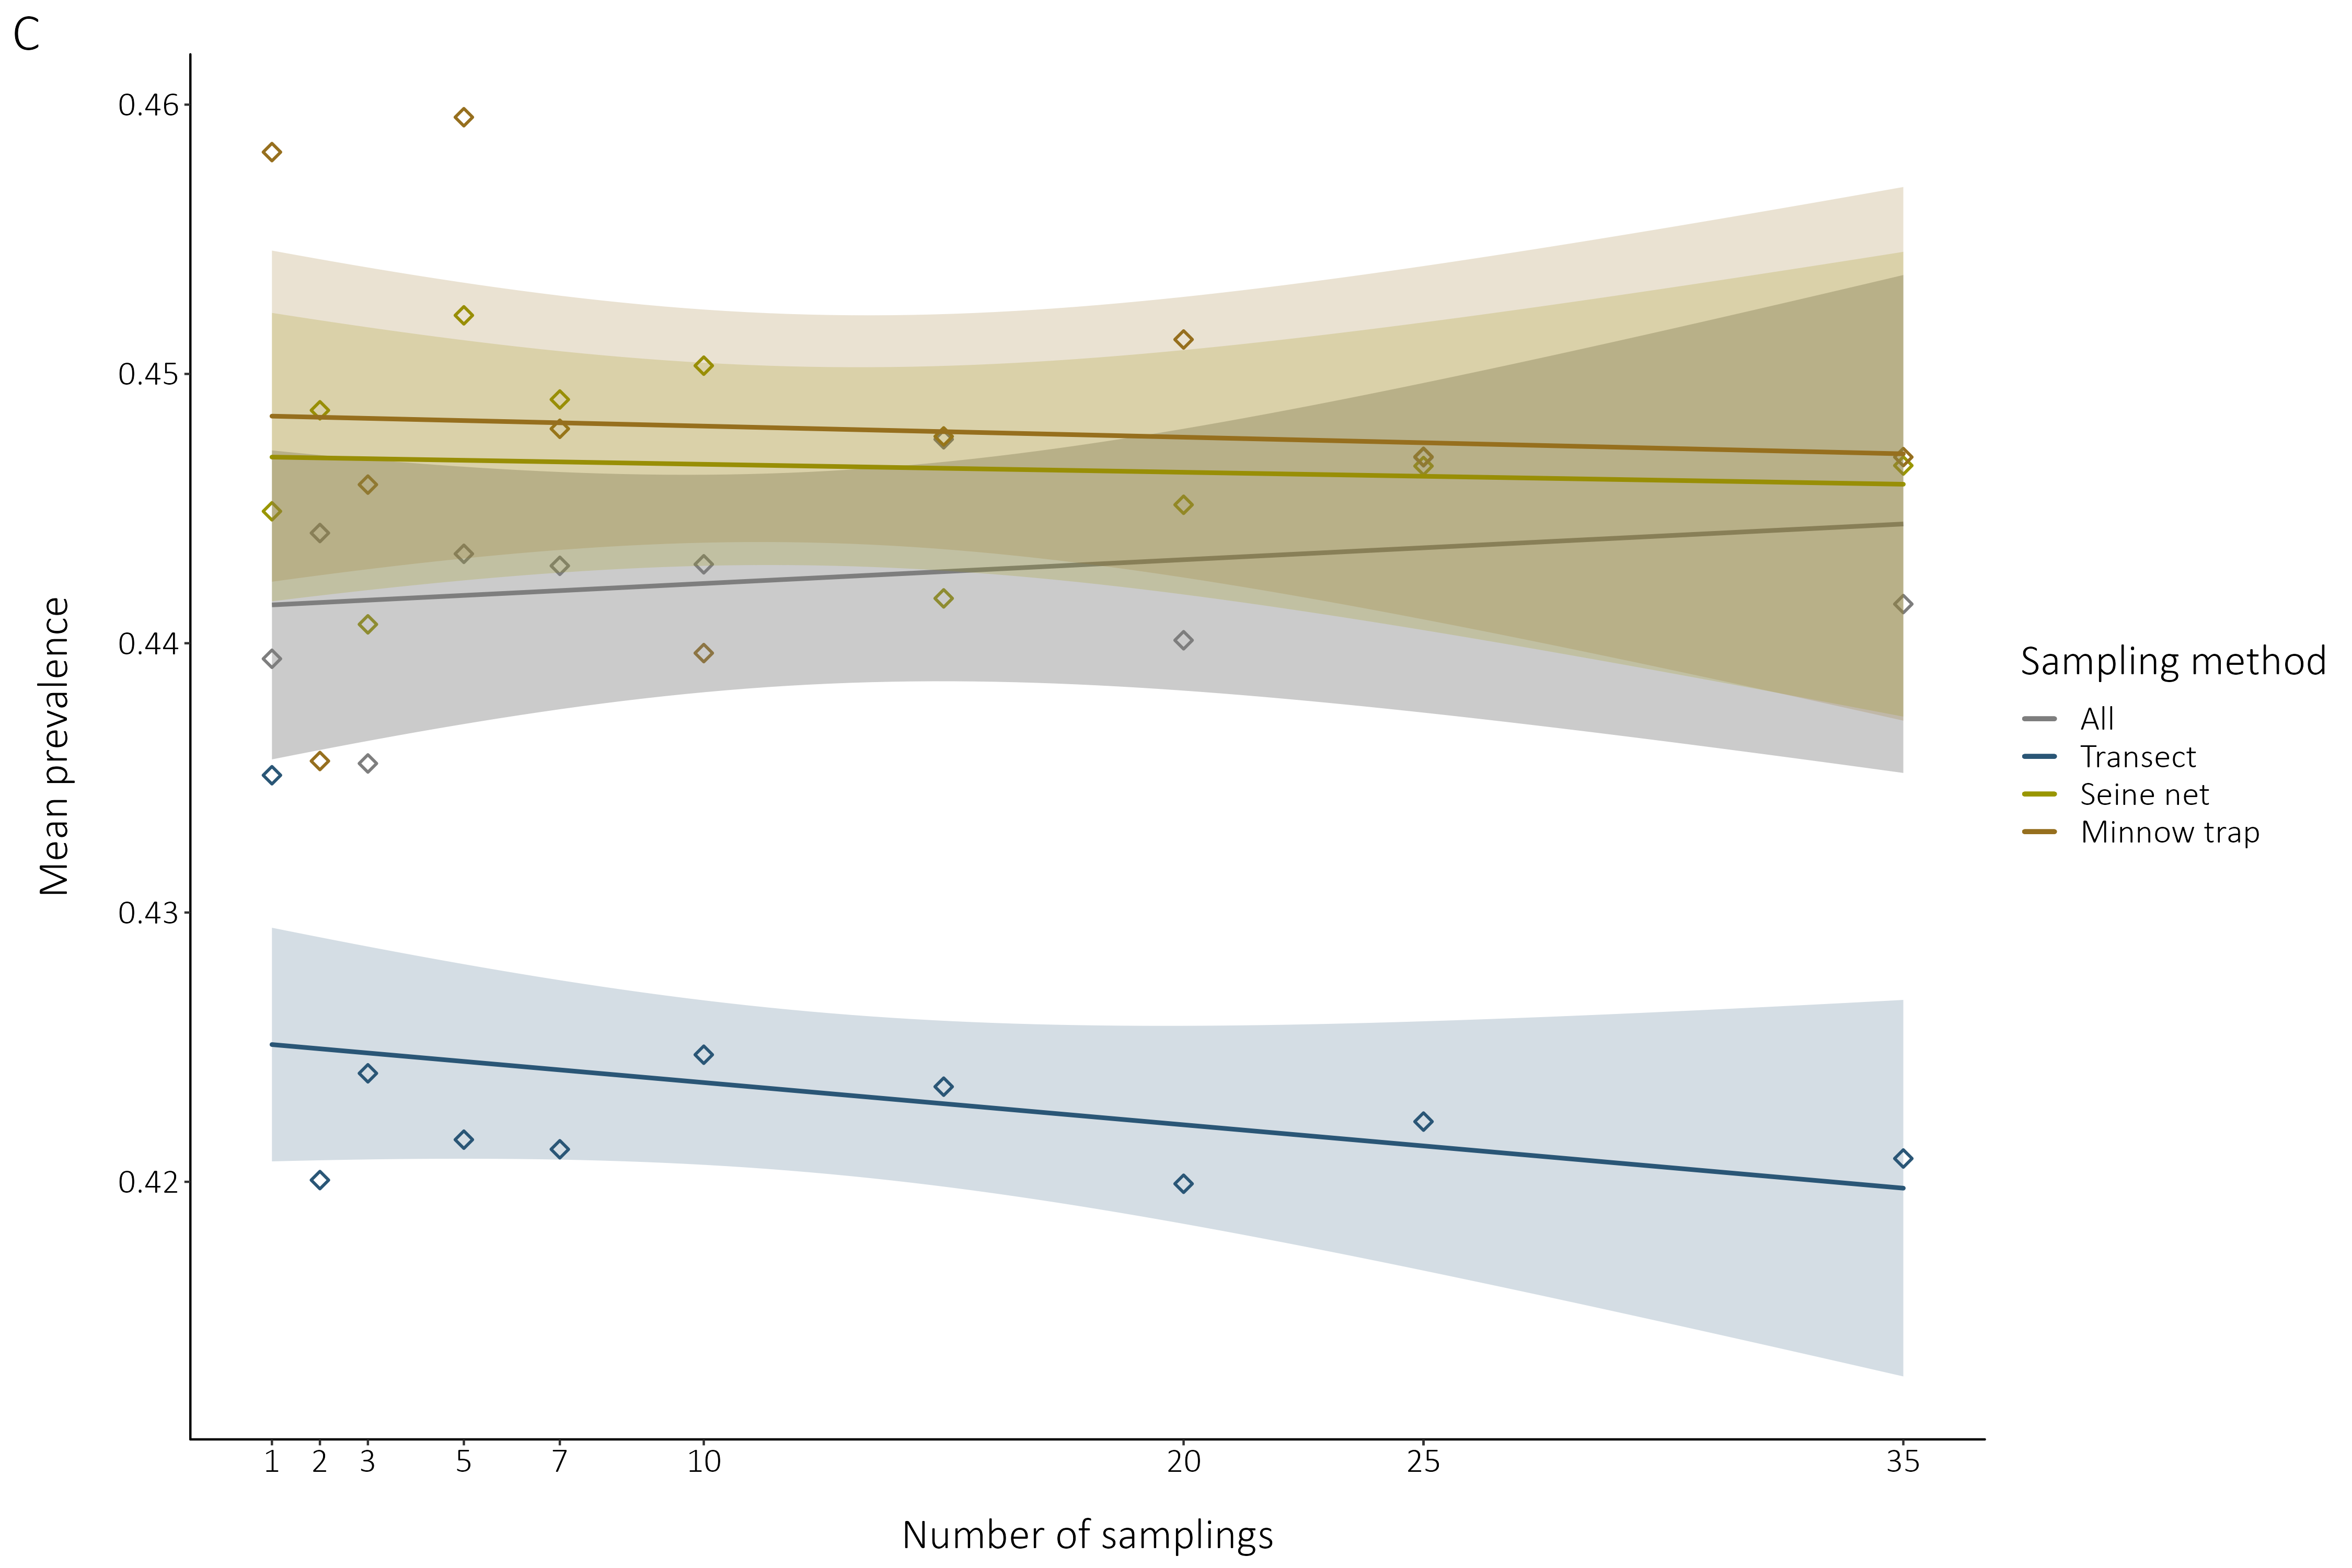 C
Mean prevalence
0.46
0.45
0.44
0.43
0.42
1 2 3 5 7 10 20 25 35
Number of samplings
Sampling method
All
Transect
Seine net
Minnow trap